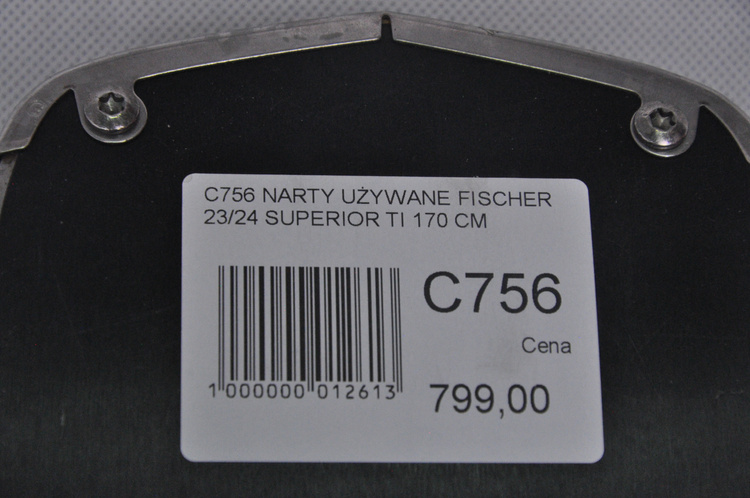 C756 NARTY UŻYWANE FISCHER
23/24 SUPERIOR TI 170 CM
C756
Cena
799,00
1 000000 012613